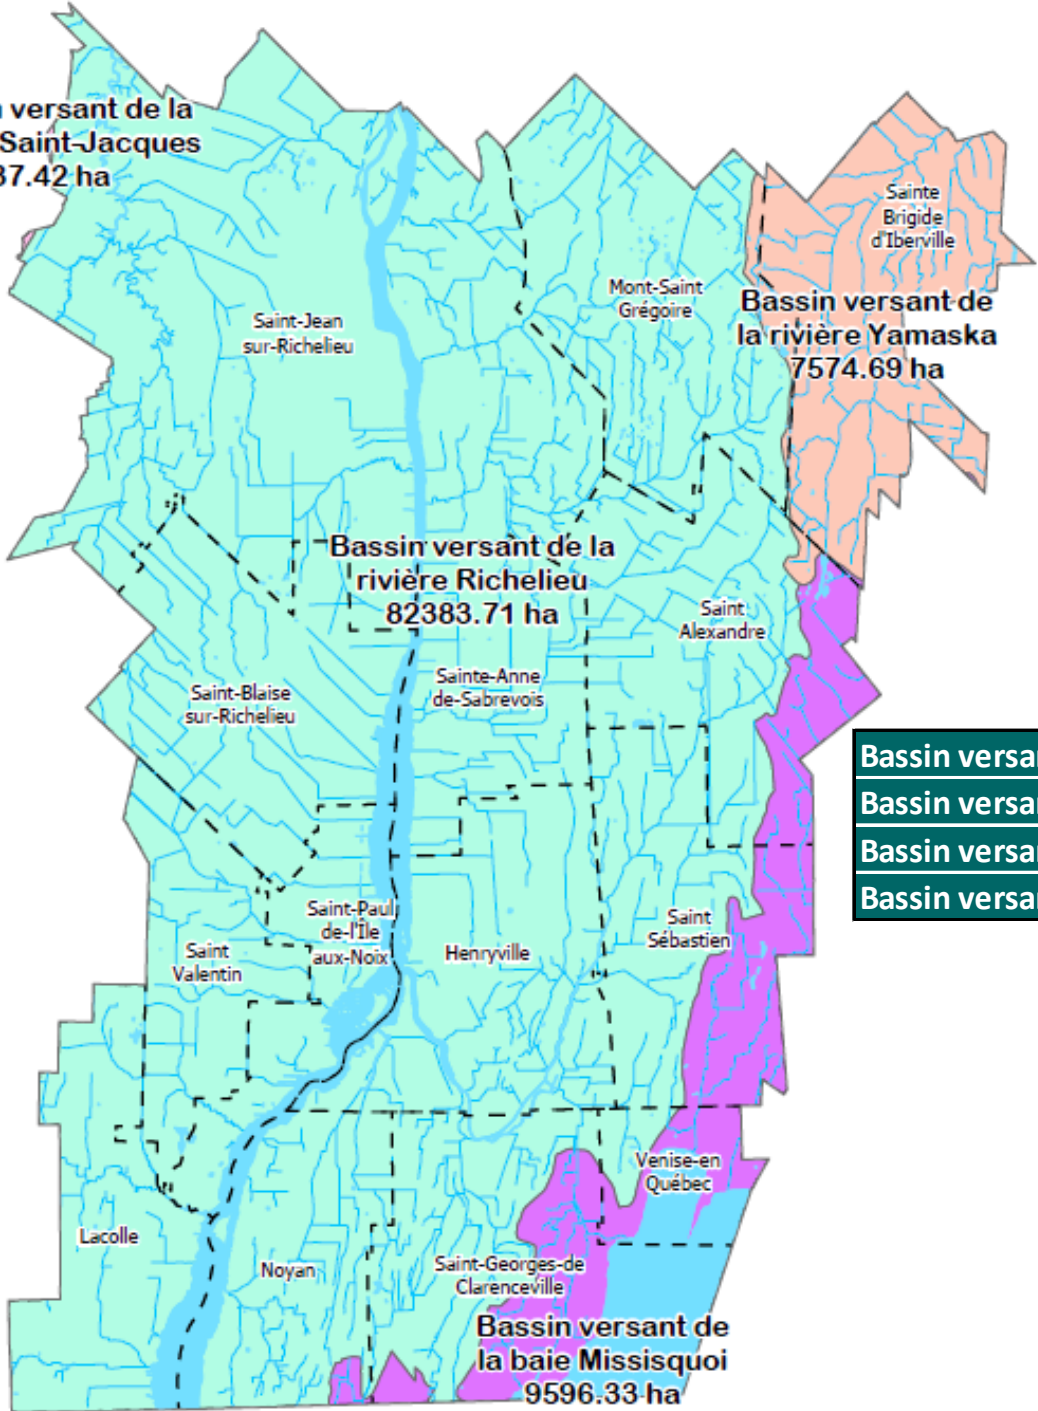 versant de la
Saint-Jacques
37.42 ha
Sainte
Brigide
d'Iberville
Mont-Saint
Grégoire
Bassin versant de
la rivière Yamaska
7574.69 ha
Saint-Jean
sur-Richelieu
Bassin versant de la
rivière Richelieu
82383.71 ha
Saint
Alexandre
Sainte-Anne
de-Sabrevois
Saint-Blaise
sur-Richelieu
Bassin versa
Bassin versa
Bassin versa
Bassin versa
Saint-Paul
de-l'Île
aux-Noix
Saint
Valentin
Henryville
Saint
Sébastien
Venise-en
Québec
Lacolle
Noyan
Saint-Georges-de
Clarenceville
Bassin versant de
la baie Missisquoi
9596.33 ha